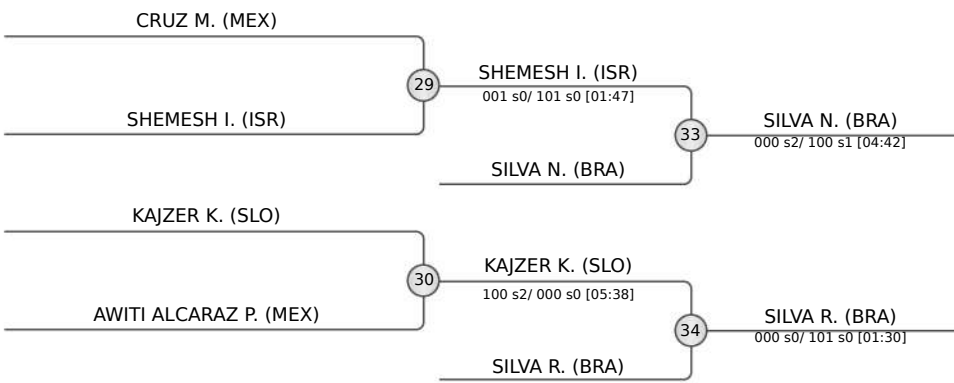 CRUZ M. (MEX)
29
SHEMESH I. (ISR)
001 s0/ 101 s0 [01:47]
SHEMESH I. (ISR)
33
SILVA N. (BRA)
000 s2/ 100 s1 [04:42]
SILVA N. (BRA)
KAJZER K. (SLO)
30
KAJZER K. (SLO)
100 s2/ 000 s0 [05:38]
AWITI ALCARAZ P. (MEX)
34
SILVA R. (BRA)
000 s0/ 101 s0 [01:30]
SILVA R. (BRA)